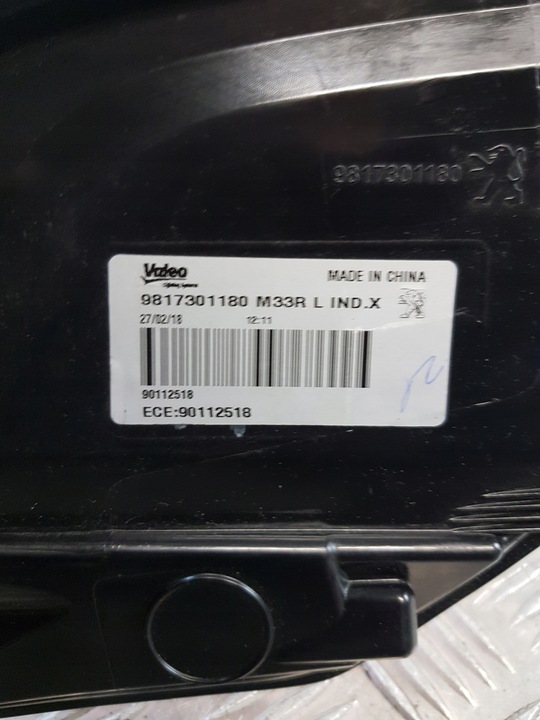 9817301180
Valeo
MADE IN CHINA
9817301180 M33R L IND.X
27/02/18 12:11
90112518
ECE:90112518